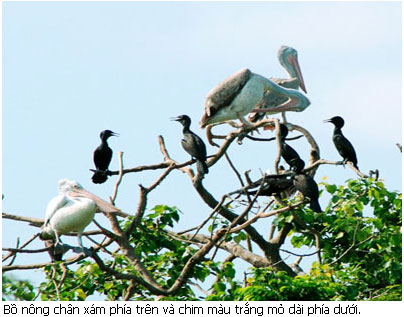 Bồ nông chân xám phía trên và chim màu trắng mỏ dài phía dưới.